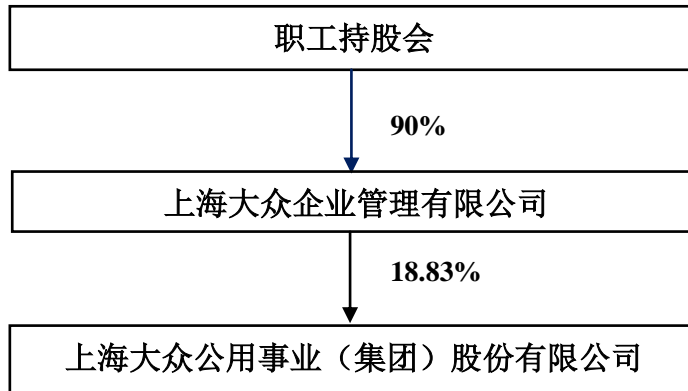 职工持股会
90%
上海大众企业管理有限公司
18.83%
上海大众公用事业（集团）股份有限公司